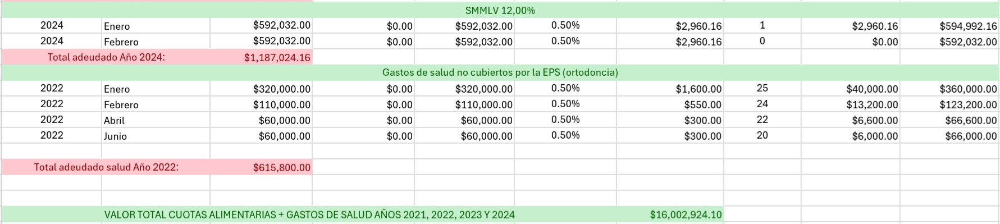 SMMLV 12,00%
2024 Enero $592,032.00 $0.00 $592,032.00 0.50% $2,960.16 1 $2,960.16 $594,992.16
2024 Febrero $592,032.00 $0.00 $592,032.00 0.50% $2,960.16 0 $0.00 $592,032.00
Total adeudado Año 2024: $1,187,024.16
Gastos de salud no cubiertos por la EPS (ortodoncia)
2022 Enero $320,000.00 $0.00 $320,000.00 0.50% $1,600.00 25 $40,000.00 $360,000.00
2022 Febrero $110,000.00 $0.00 $110,000.00 0.50% $550.00 24 $13,200.00 $123,200.00
2022 Abril $60,000.00 $0.00 $60,000.00 0.50% $300.00 22 $6,600.00 $66,600.00
2022 Junio $60,000.00 $0.00 $60,000.00 0.50% $300.00 20 $6,000.00 $66,000.00
Total adeudado salud Año 2022: $615,800.00
VALOR TOTAL CUOTAS ALIMENTARIAS + GASTOS DE SALUD AÑOS 2021, 2022, 2023 Y 2024 $16,002,924.10